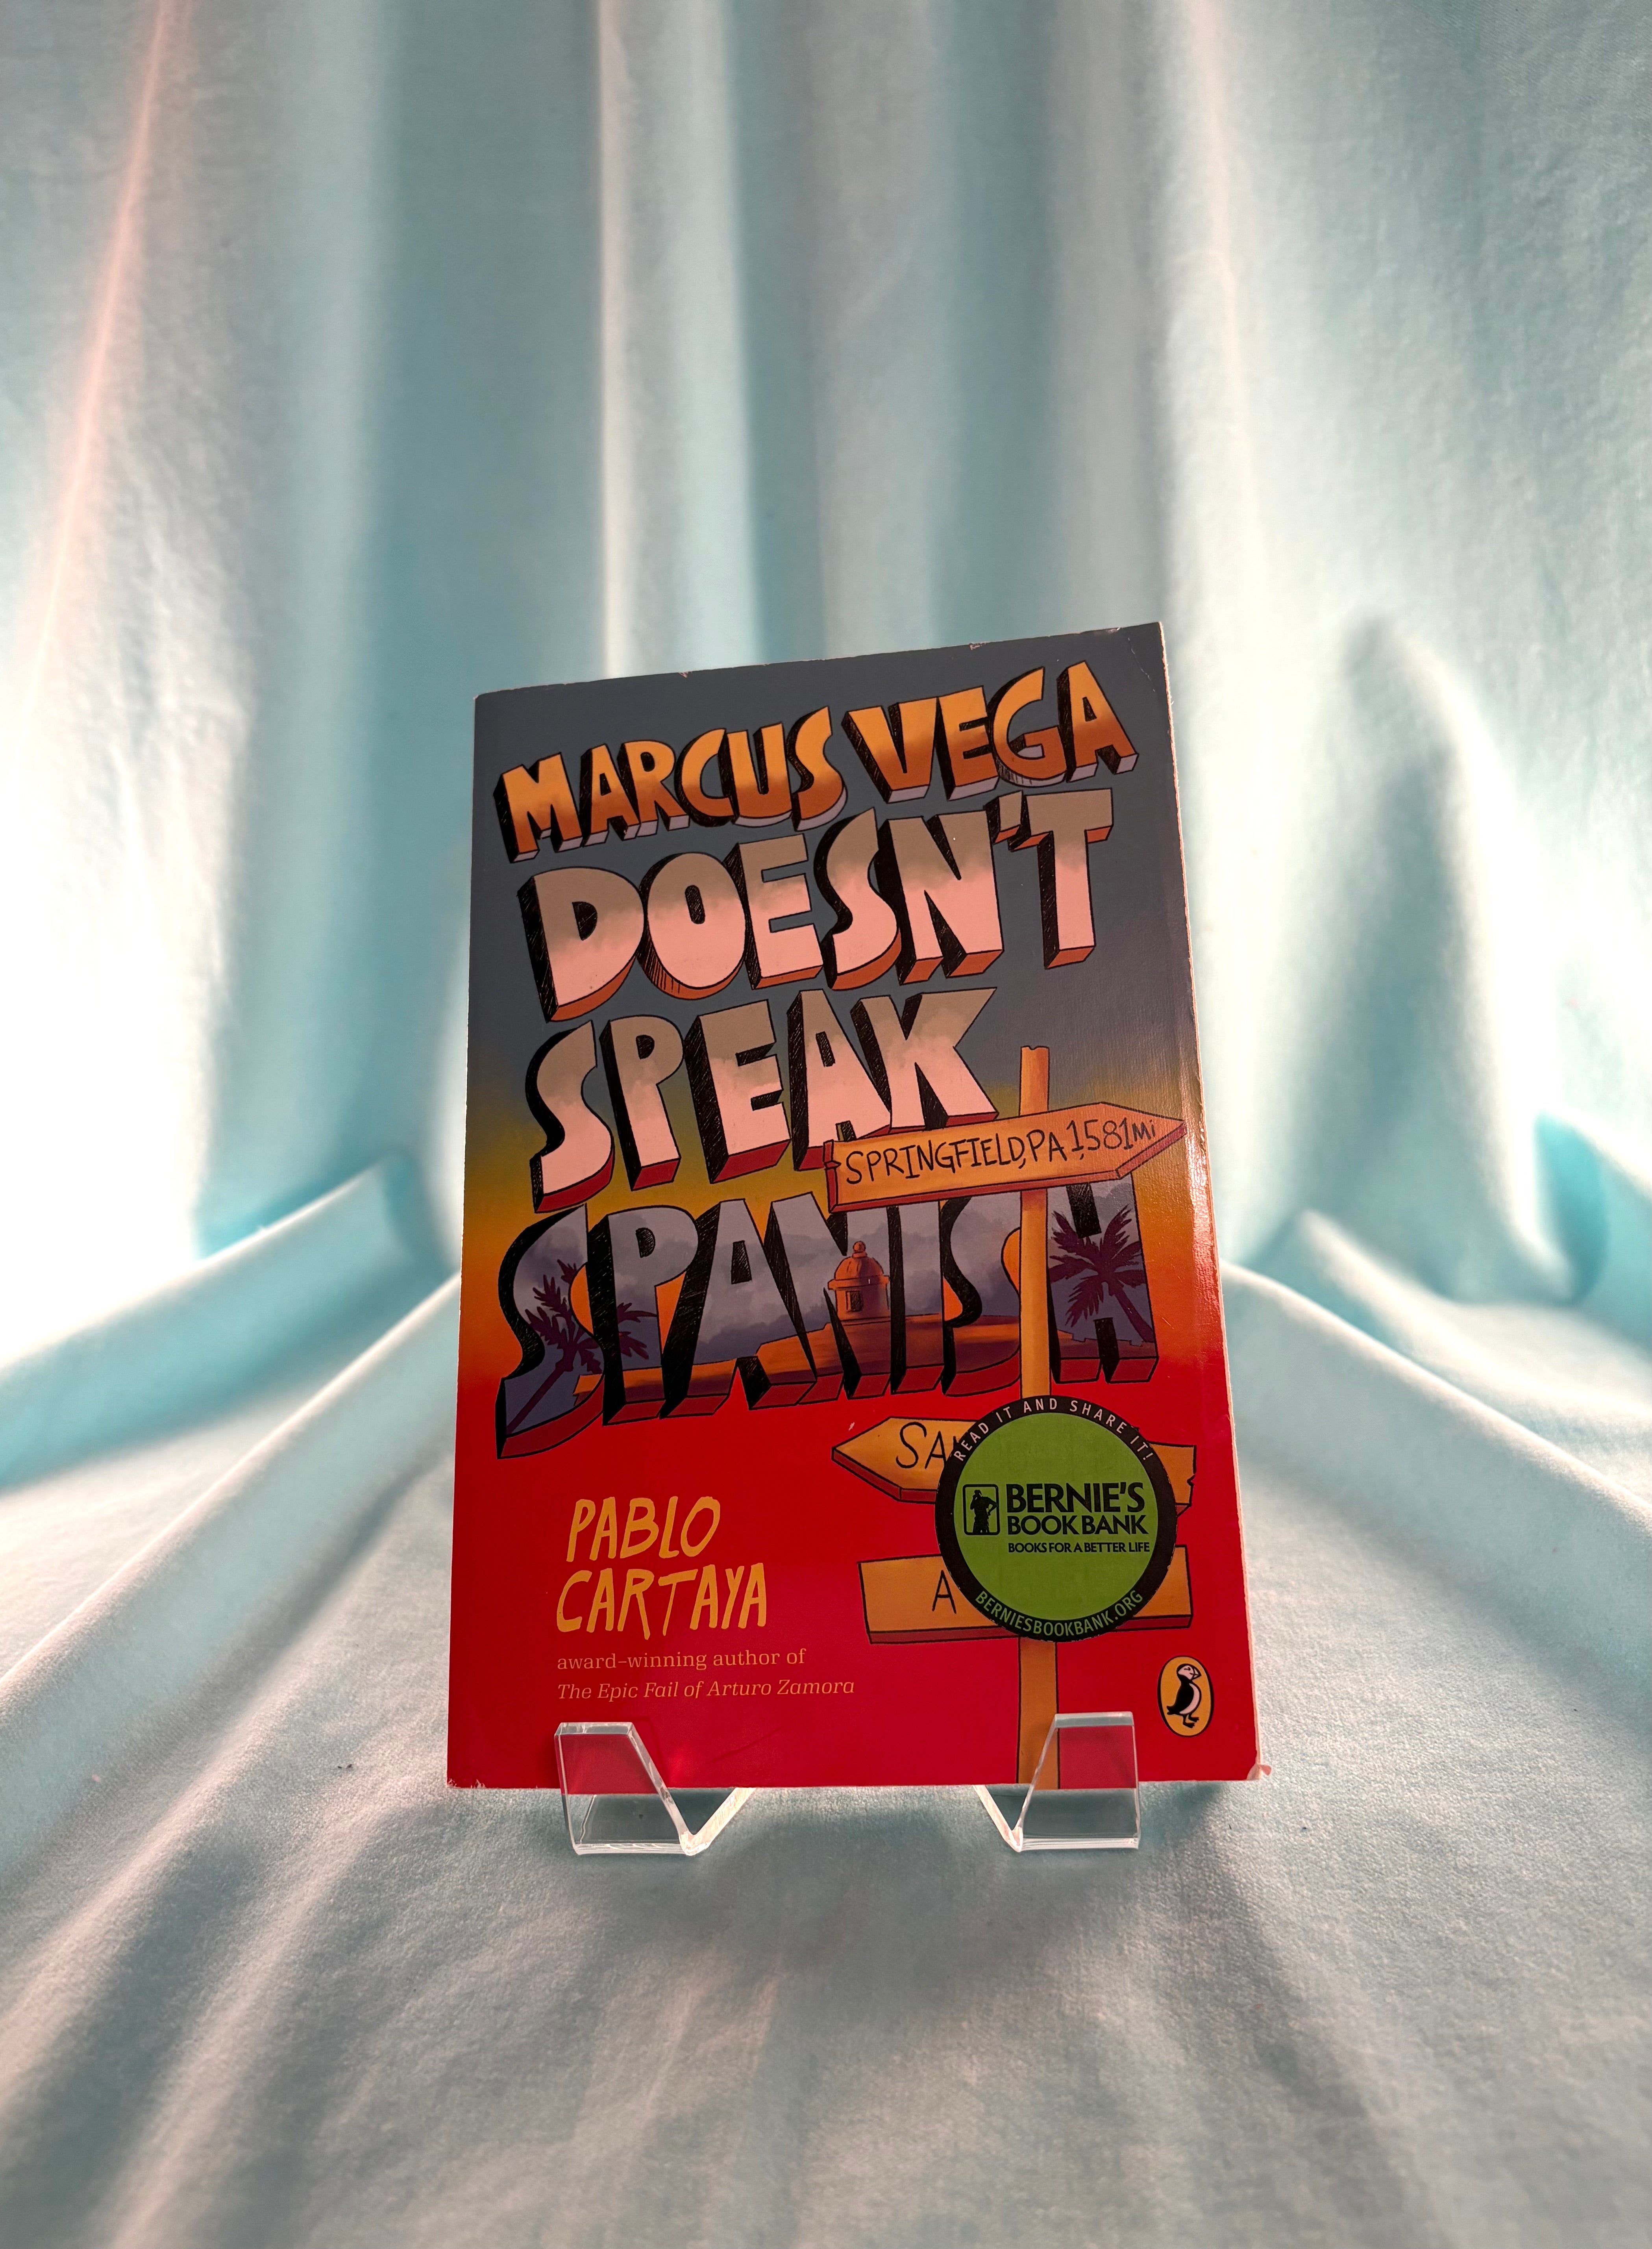 MARCUS VEGA
DOESN'T
SPEAK
SPRINGFIELD, PA 1,581 Mi
SPANISH
READ IT AND SHARE IT!
BERNIE'S
BOOK BANK
BOOKS FOR A BETTER LIFE
BERNIESBOOKBANK.ORG
PABLO
CARTAYA
award-winning author of
The Epic Fail of Arturo Zamora